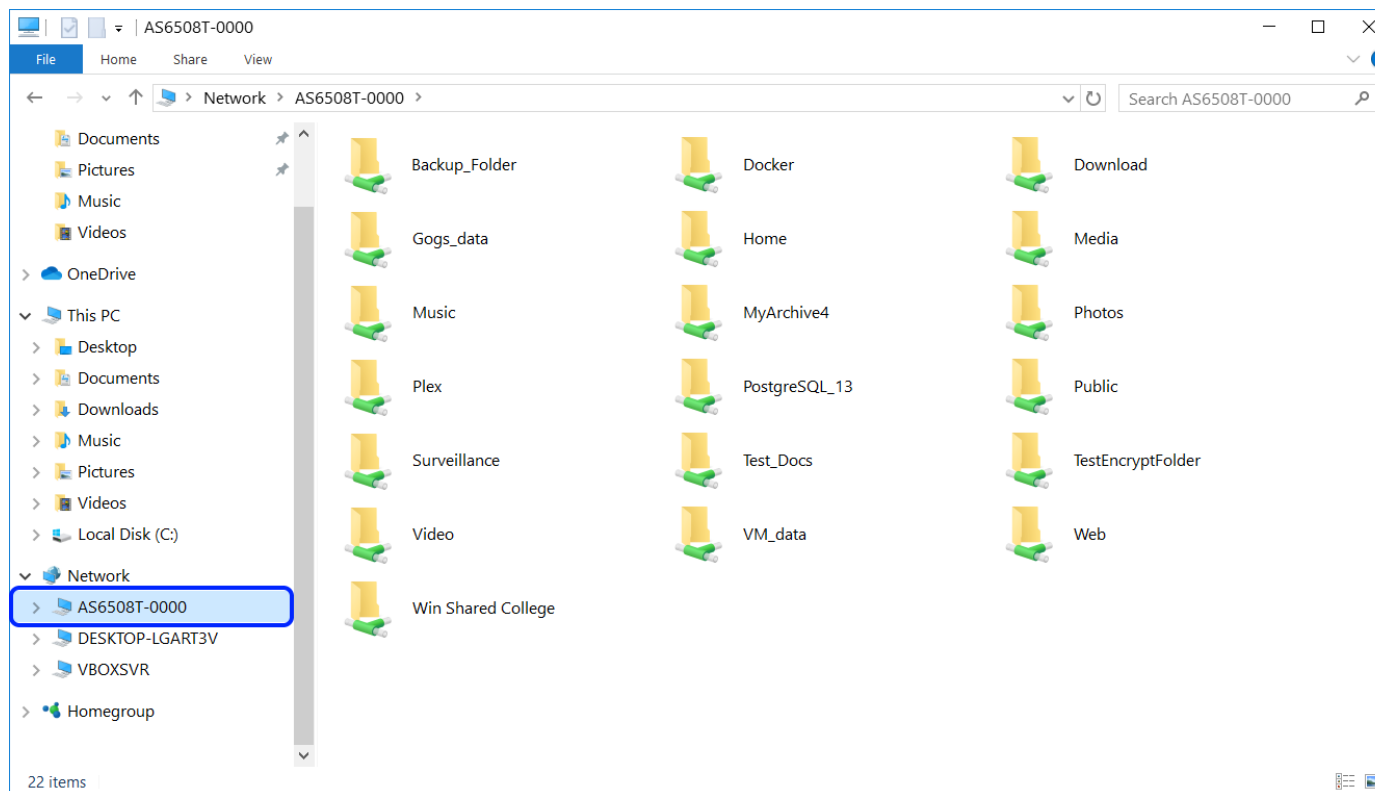 AS6508T-0000
File Home Share View
Network AS6508T-0000 Search AS6508T-0000
Documents
Pictures
Music
Videos
OneDrive
This PC
Desktop
Documents
Downloads
Music
Pictures
Videos
Local Disk (C:)
Network
AS6508T-0000
DESKTOP-LGART3V
VBOXSVR
Homegroup
Backup_Folder Docker Download
Gogs_data Home Media
Music MyArchive4 Photos
Plex PostgreSQL_13 Public
Surveillance Test_Docs TestEncryptFolder
Video VM_data Web
Win Shared College
22 items